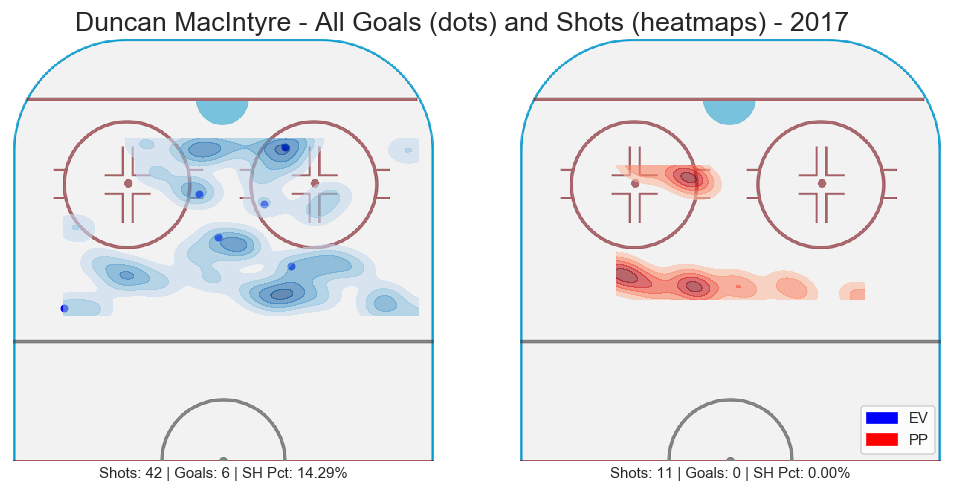 Duncan MacIntyre - All Goals (dots) and Shots (heatmaps) - 2017
EV
PP
Shots: 42 | Goals: 6 | SH Pct: 14.29%
Shots: 11 | Goals: 0 | SH Pct: 0.00%